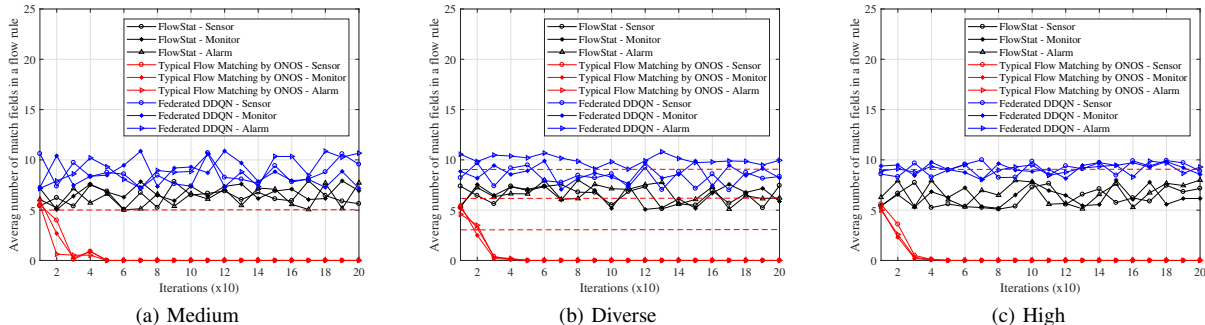 Average number of match fields in a flow rule
25
20
15
10
5
0
FlowStat - Sensor
FlowStat - Monitor
FlowStat - Alarm
Typical Flow Matching by ONOS - Sensor
Typical Flow Matching by ONOS - Monitor
Typical Flow Matching by ONOS - Alarm
Federated DDQN - Sensor
Federated DDQN - Monitor
Federated DDQN - Alarm
2 4 6 8 10 12 14 16 18 20
Iterations (x10)
(a) Medium
Average number of match fields in a flow rule
25
20
15
10
5
0
FlowStat - Sensor
FlowStat - Monitor
FlowStat - Alarm
Typical Flow Matching by ONOS - Sensor
Typical Flow Matching by ONOS - Monitor
Typical Flow Matching by ONOS - Alarm
Federated DDQN - Sensor
Federated DDQN - Monitor
Federated DDQN - Alarm
2 4 6 8 10 12 14 16 18 20
Iterations (x10)
(b) Diverse
Average number of match fields in a flow rule
25
20
15
10
5
0
FlowStat - Sensor
FlowStat - Monitor
FlowStat - Alarm
Typical Flow Matching by ONOS - Sensor
Typical Flow Matching by ONOS - Monitor
Typical Flow Matching by ONOS - Alarm
Federated DDQN - Sensor
Federated DDQN - Monitor
Federated DDQN - Alarm
2 4 6 8 10 12 14 16 18 20
Iterations (x10)
(c) High